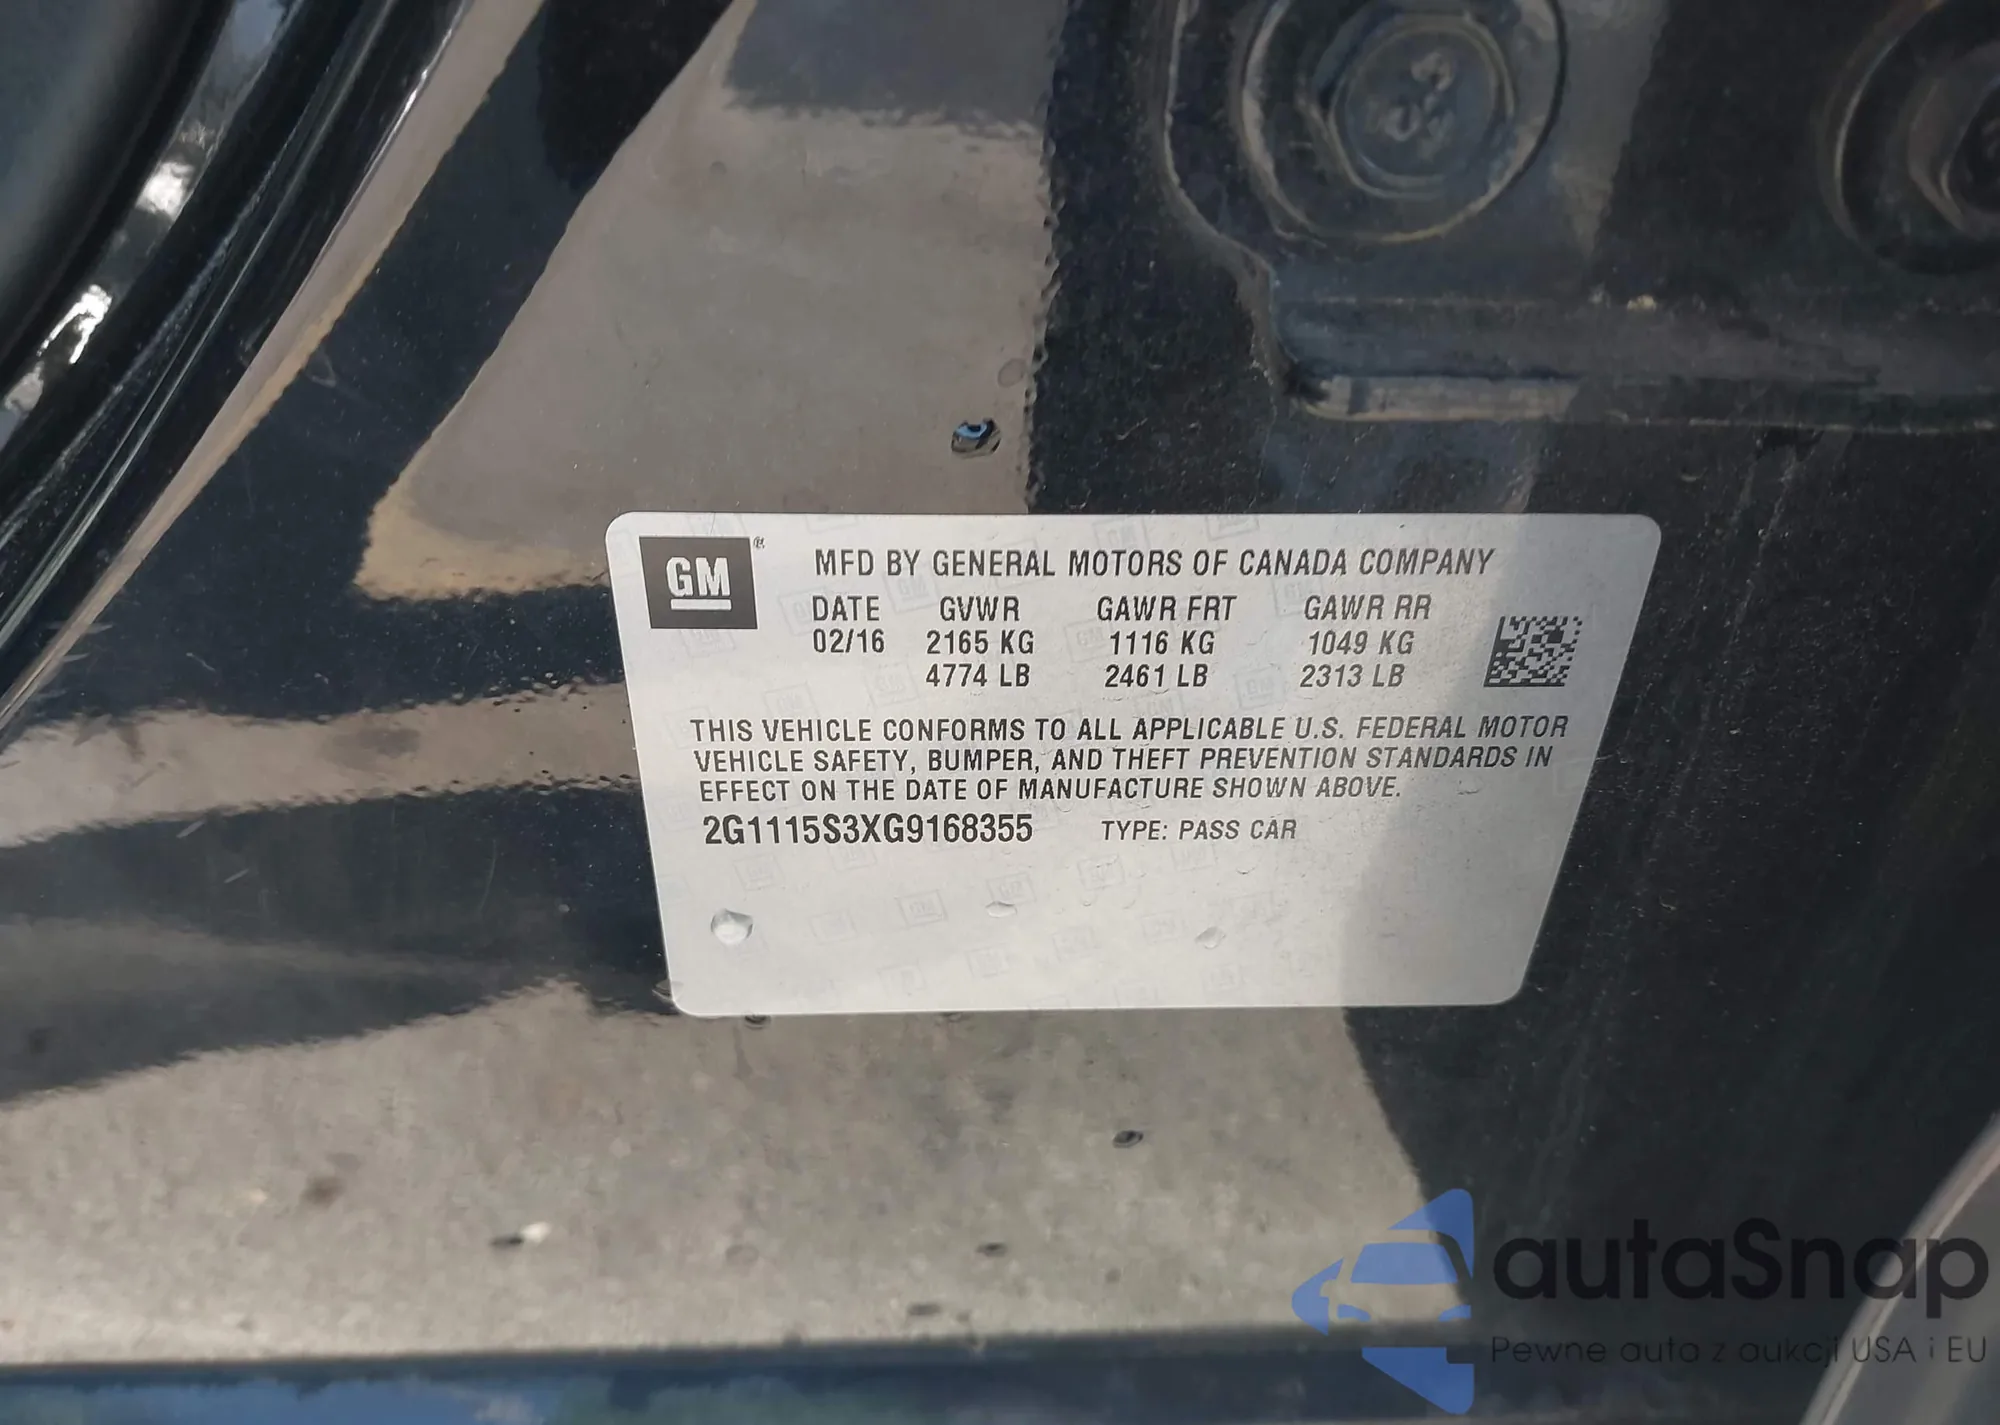 GM ®
MFD BY GENERAL MOTORS OF CANADA COMPANY
DATE GVWR GAWR FRT GAWR RR
02/16 2165 KG 1116 KG 1049 KG
4774 LB 2461 LB 2313 LB
THIS VEHICLE CONFORMS TO ALL APPLICABLE U.S. FEDERAL MOTOR
VEHICLE SAFETY, BUMPER, AND THEFT PREVENTION STANDARDS IN
EFFECT ON THE DATE OF MANUFACTURE SHOWN ABOVE.
2G1115S3XG9168355 TYPE: PASS CAR
autaSnap
Pewne auta z aukcji USA i EU